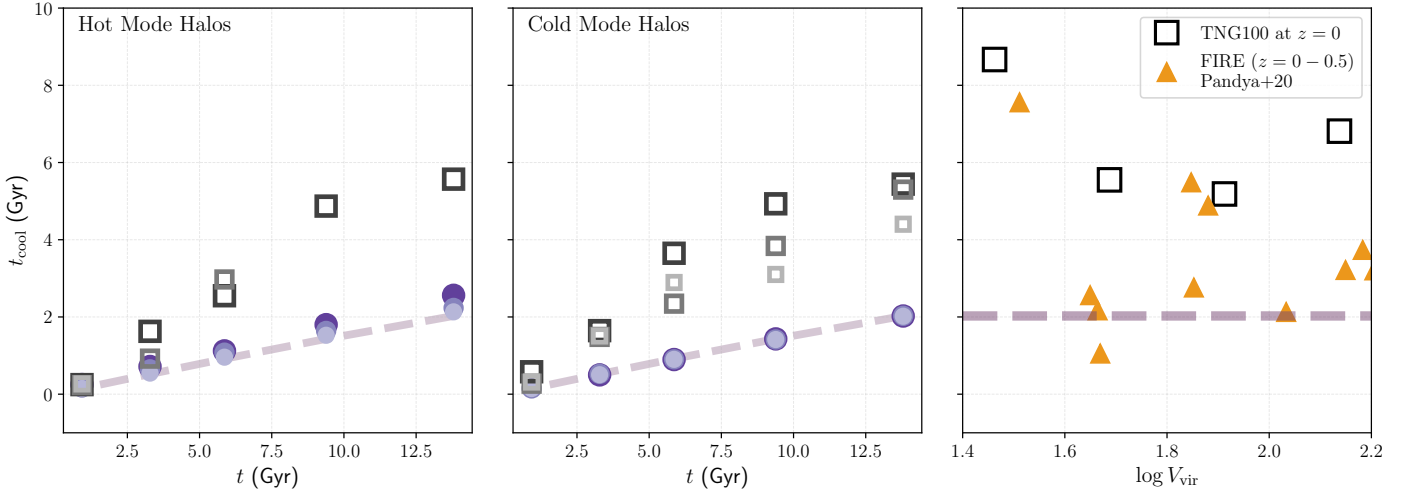 Hot Mode Halos
Cold Mode Halos
TNG100 at z = 0
FIRE (z = 0 − 0.5)
Pandya+20
t_cool (Gyr)
10
8
6
4
2
0
2.5 5.0 7.5 10.0 12.5
t (Gyr)
2.5 5.0 7.5 10.0 12.5
t (Gyr)
1.4 1.6 1.8 2.0 2.2
log V_vir